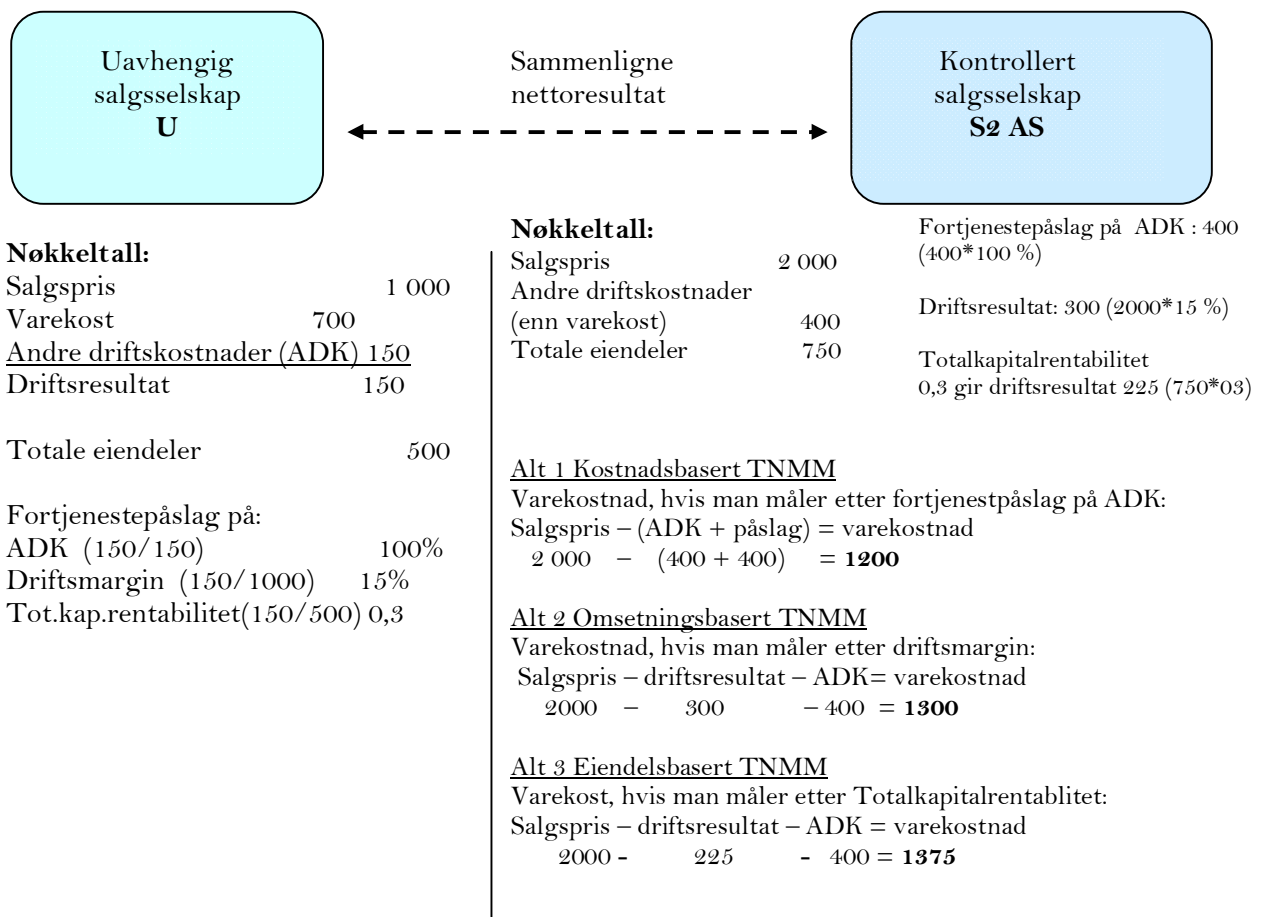 Uavhengig
salgsselskap
U
Sammenligne
nettoresultat
Kontrollert
salgsselskap
S2 AS
Nøkkeltall:
Salgspris 1 000
Varekost 700
Andre driftskostnader (ADK) 150
Driftsresultat 150
Totale eiendeler 500
Fortjenestepåslag på:
ADK (150/150) 100%
Driftsmargin (150/1000) 15%
Tot.kap.rentabilitet(150/500) 0,3
Nøkkeltall:
Salgspris 2 000
Andre driftskostnader
(enn varekost) 400
Totale eiendeler 750
Fortjenestepåslag på ADK : 400
(400*100 %)
Driftsresultat: 300 (2000*15 %)
Totalkapitalrentabilitet
0,3 gir driftsresultat 225 (750*03)
Alt 1 Kostnadsbasert TNMM
Varekostnad, hvis man måler etter fortjenestpåslag på ADK:
Salgspris – (ADK + påslag) = varekostnad
2 000 – (400 + 400) = 1200
Alt 2 Omsetningsbasert TNMM
Varekostnad, hvis man måler etter driftsmargin:
Salgspris – driftsresultat – ADK= varekostnad
2000 – 300 – 400 = 1300
Alt 3 Eiendelsbasert TNMM
Varekost, hvis man måler etter Totalkapitalrentablitet:
Salgspris – driftsresultat – ADK = varekostnad
2000 - 225 - 400 = 1375